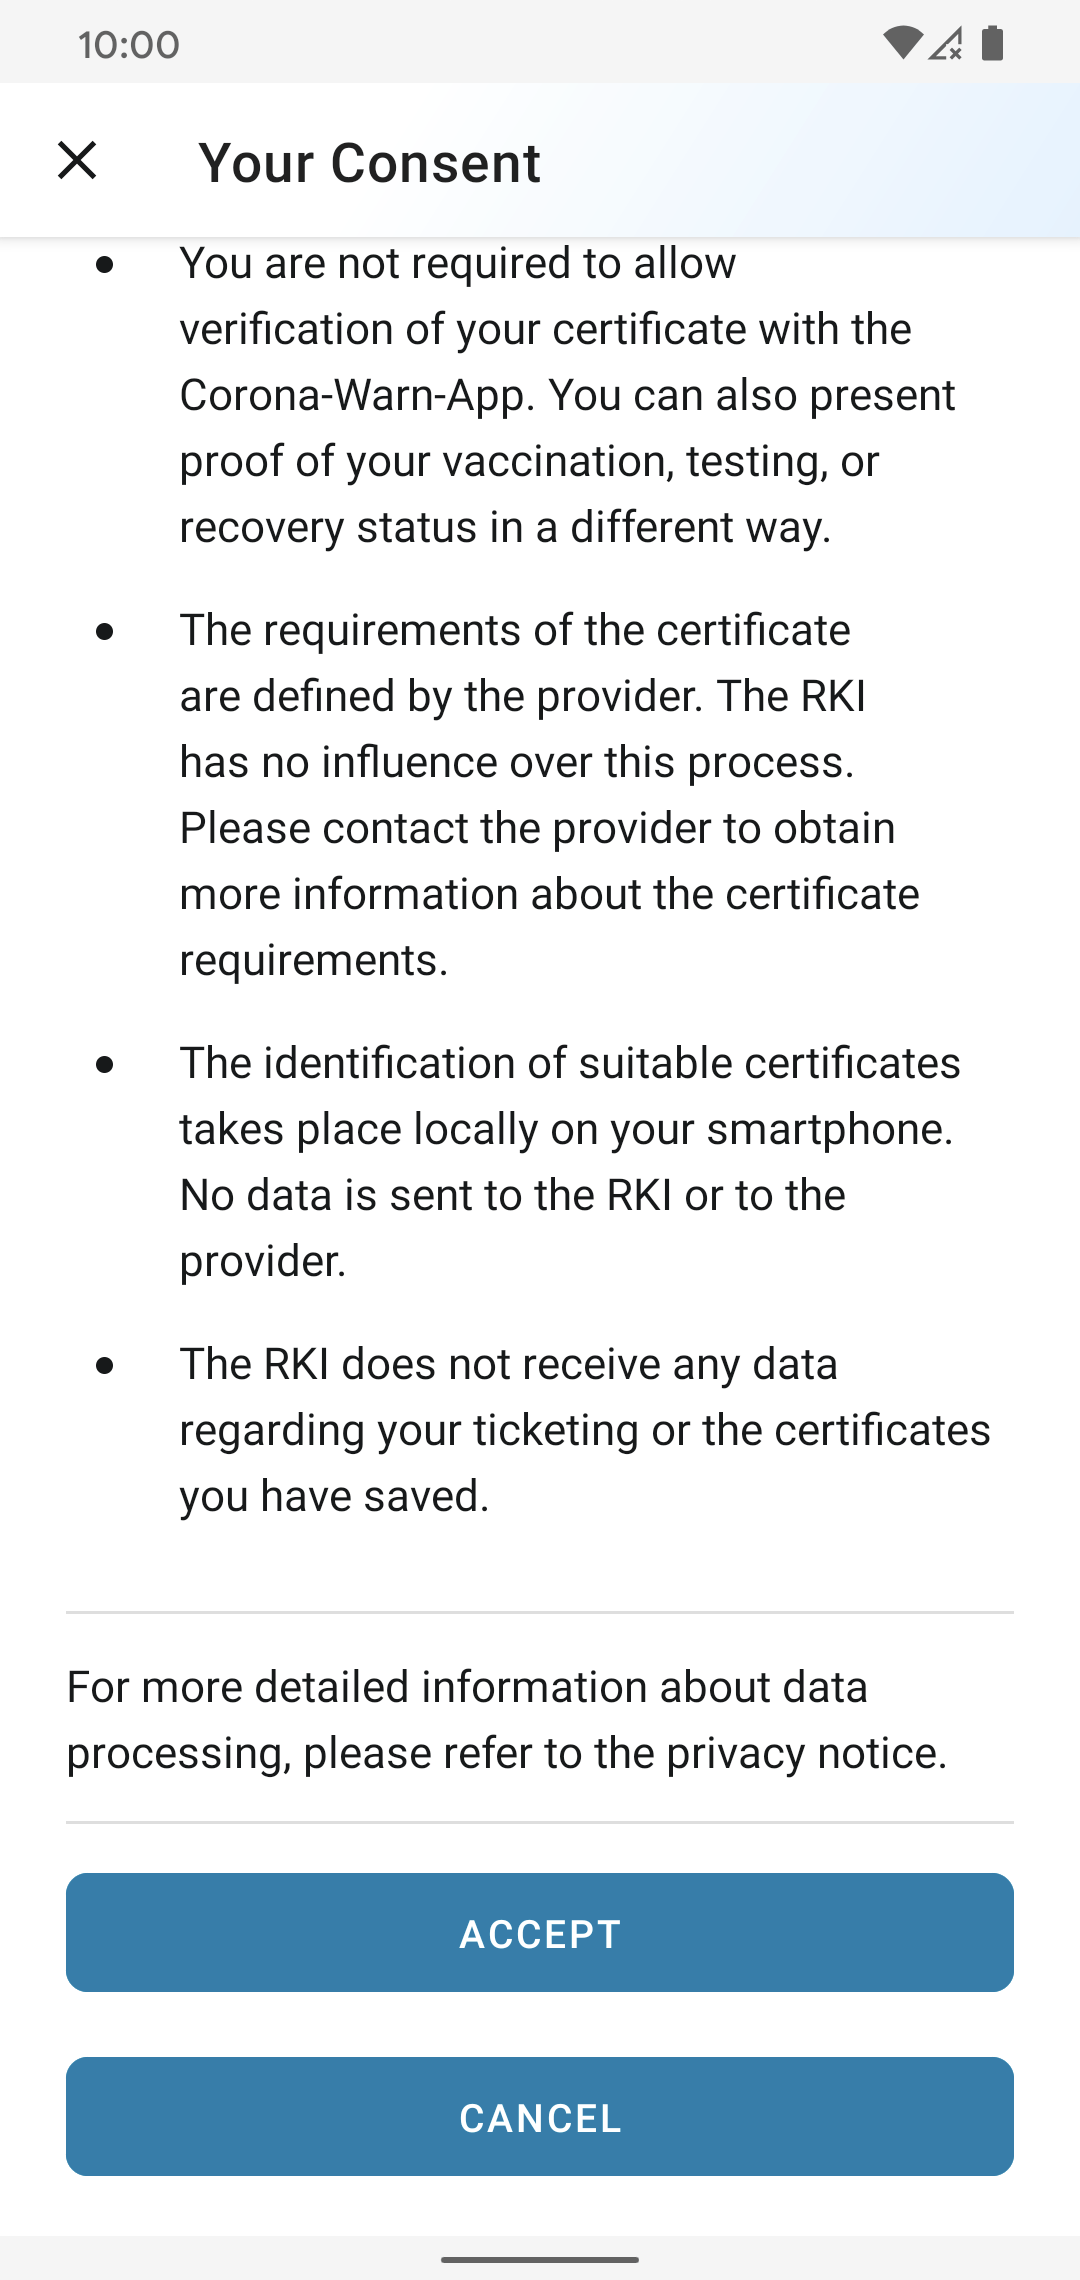 10:00
Your Consent
You are not required to allow
verification of your certificate with the
Corona-Warn-App. You can also present
proof of your vaccination, testing, or
recovery status in a different way.
The requirements of the certificate
are defined by the provider. The RKI
has no influence over this process.
Please contact the provider to obtain
more information about the certificate
requirements.
The identification of suitable certificates
takes place locally on your smartphone.
No data is sent to the RKI or to the
provider.
The RKI does not receive any data
regarding your ticketing or the certificates
you have saved.
For more detailed information about data
processing, please refer to the privacy notice.
ACCEPT
CANCEL